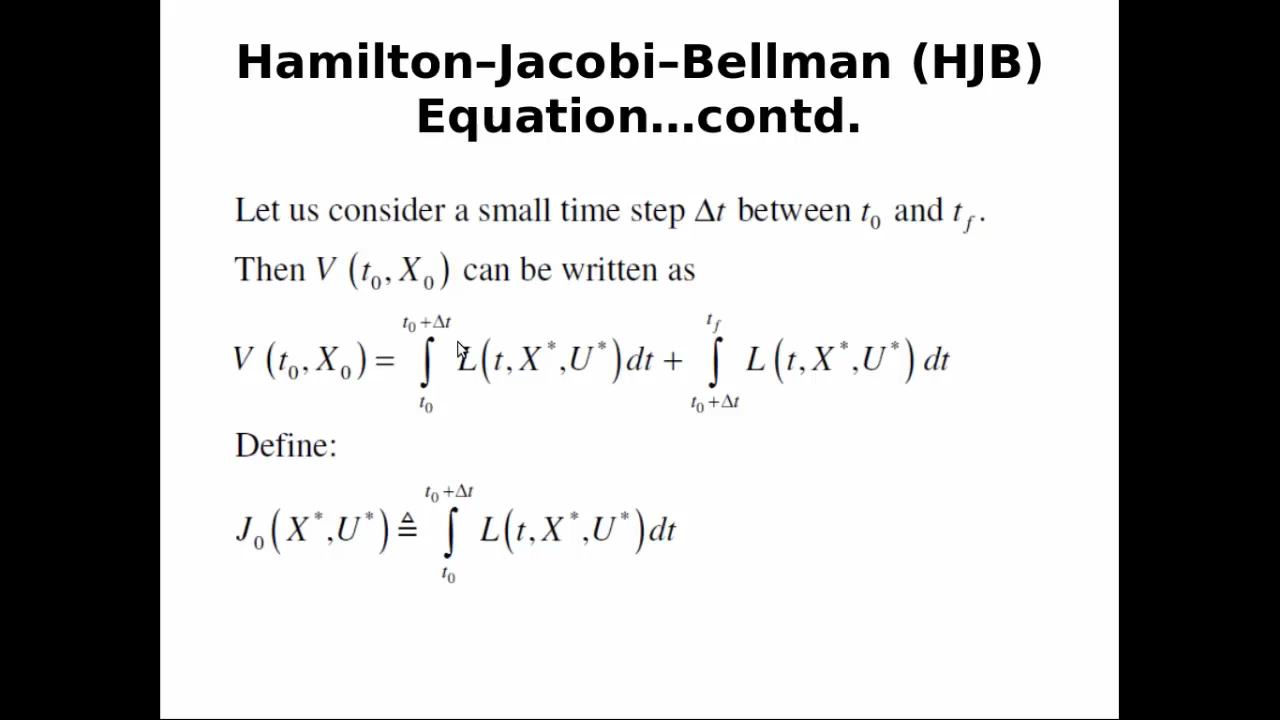 Hamilton–Jacobi–Bellman (HJB)
Equation…contd.
Let us consider a small time step Δt between t₀ and t_f.
Then V (t₀, X₀) can be written as
V (t₀, X₀) = ∫_{t₀}^{t₀+Δt} L(t, X*, U*) dt + ∫_{t₀+Δt}^{t_f} L (t, X*, U*) dt
Define:
J₀(X*, U*) ≜ ∫_{t₀}^{t₀+Δt} L(t, X*, U*) dt